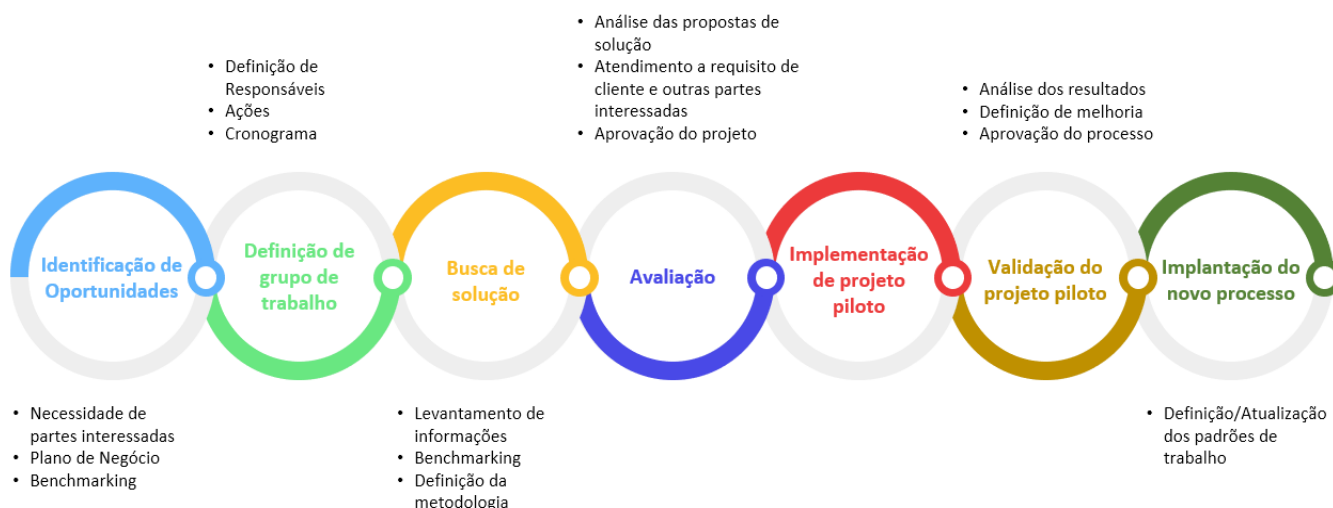 • Análise das propostas de
solução
• Atendimento a requisito de
cliente e outras partes
interessadas
• Aprovação do projeto
• Definição de
Responsáveis
• Ações
• Cronograma
• Análise dos resultados
• Definição de melhoria
• Aprovação do processo
Identificação de
Oportunidades
Definição de
grupo de
trabalho
Busca de
solução
Avaliação
Implementação
de projeto
piloto
Validação do
projeto piloto
Implantação do
novo processo
• Necessidade de
partes interessadas
• Plano de Negócio
• Benchmarking
• Levantamento de
informações
• Benchmarking
• Definição da
metodologia
• Definição/Atualização
dos padrões de
trabalho